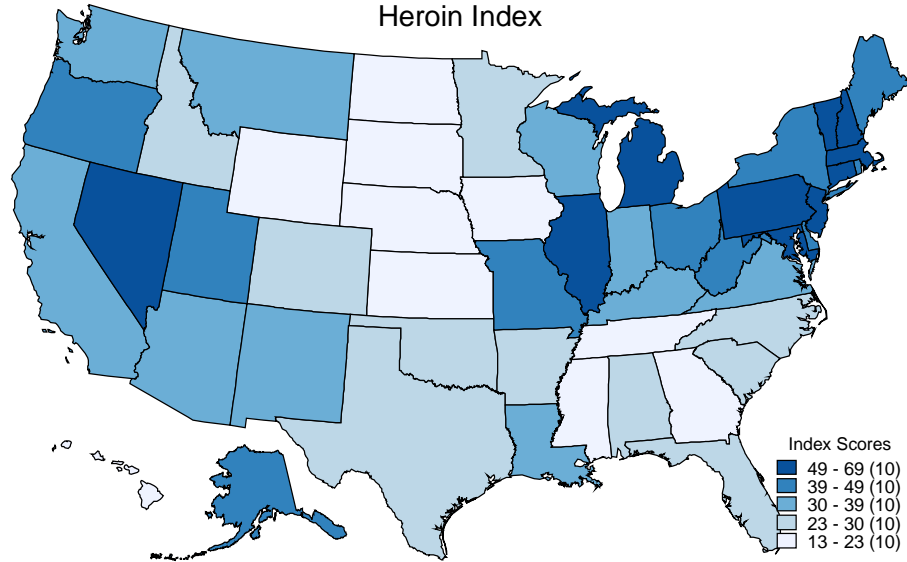 Heroin Index
Index Scores
49 - 69 (10)
39 - 49 (10)
30 - 39 (10)
23 - 30 (10)
13 - 23 (10)